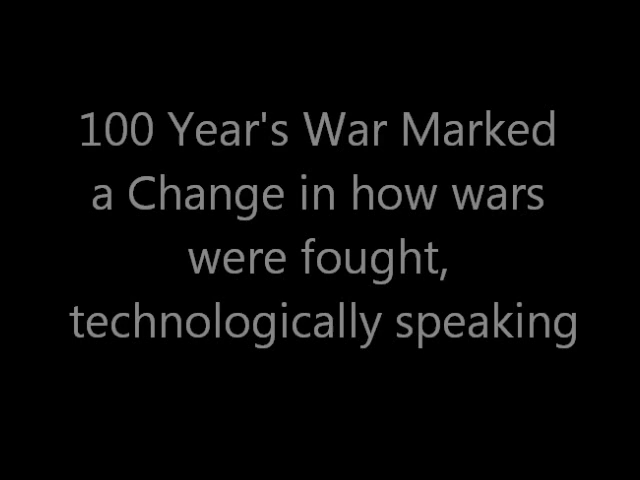 100 Year's War Marked
a Change in how wars
were fought,
technologically speaking